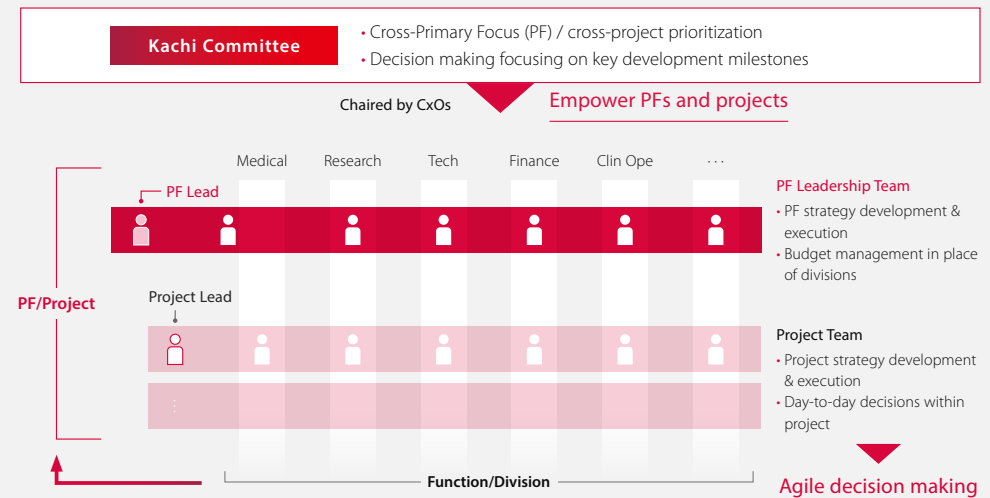 Kachi Committee
• Cross-Primary Focus (PF) / cross-project prioritization
• Decision making focusing on key development milestones
Chaired by CxOs
Empower PFs and projects
Medical Research Tech Finance Clin Ope ...
PF Lead
PF Leadership Team
• PF strategy development &
execution
• Budget management in place
of divisions
PF/Project
Project Lead
Project Team
• Project strategy development
& execution
• Day-to-day decisions within
project
Function/Division
Agile decision making